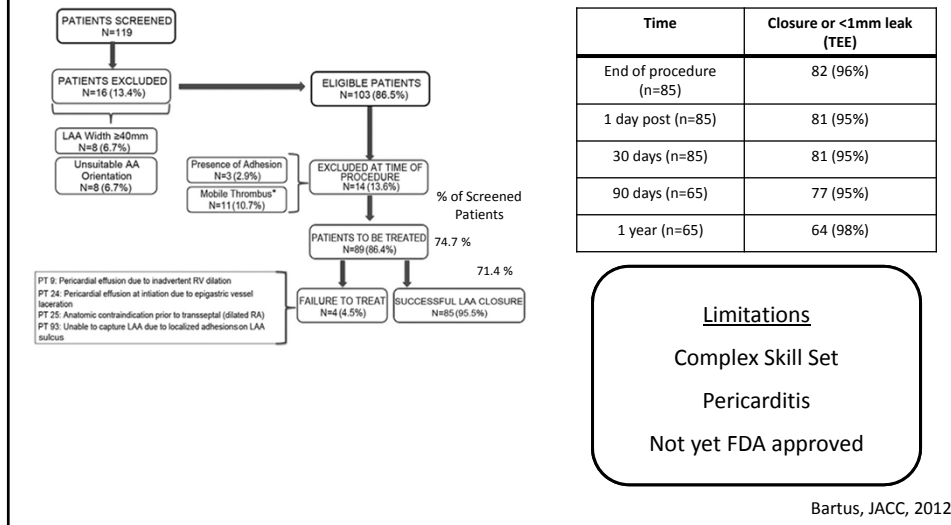 PATIENTS SCREENED
N=119
PATIENTS EXCLUDED
N=16 (13.4%)
ELIGIBLE PATIENTS
N=103 (86.5%)
LAA Width ≥40mm
N=8 (6.7%)
Unsuitable AA
Orientation
N=8 (6.7%)
Presence of Adhesion
N=3 (2.9%)
Mobile Thrombus*
N=11 (10.7%)
EXCLUDED AT TIME OF
PROCEDURE
N=14 (13.6%)
% of Screened
Patients
PATIENTS TO BE TREATED
N=89 (86.4%)
74.7 %
71.4 %
PT 9: Pericardial effusion due to inadvertent RV dilation
PT 24: Pericardial effusion at intiation due to epigastric vessel
laceration
PT 25: Anatomic contraindication prior to transseptal (dilated RA)
PT 93: Unable to capture LAA due to localized adhesions on LAA
sulcus
FAILURE TO TREAT
N=4 (4.5%)
SUCCESSFUL LAA CLOSURE
N=85 (95.5%)
Time
Closure or <1mm leak
(TEE)
End of procedure
(n=85)
82 (96%)
1 day post (n=85)
81 (95%)
30 days (n=85)
81 (95%)
90 days (n=65)
77 (95%)
1 year (n=65)
64 (98%)
Limitations
Complex Skill Set
Pericarditis
Not yet FDA approved
Bartus, JACC, 2012